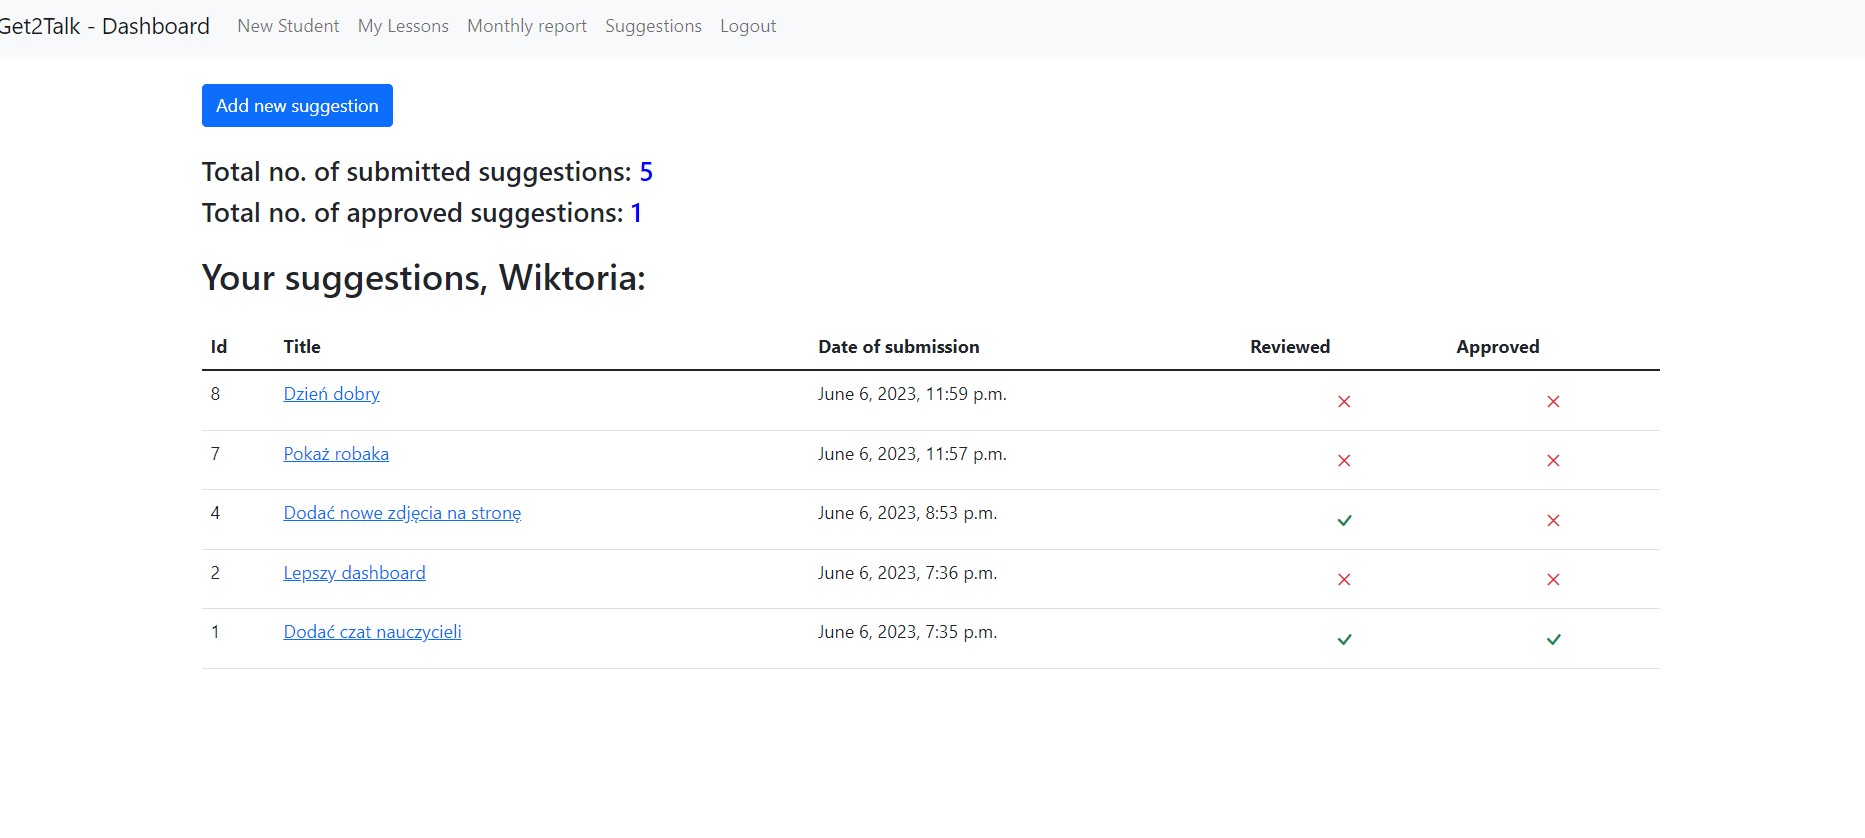 Get2Talk - Dashboard New Student My Lessons Monthly report Suggestions Logout
Add new suggestion
Total no. of submitted suggestions: 5
Total no. of approved suggestions: 1
Your suggestions, Wiktoria:
Id Title Date of submission Reviewed Approved
8 Dzień dobry June 6, 2023, 11:59 p.m.
7 Pokaż robaka June 6, 2023, 11:57 p.m.
4 Dodać nowe zdjęcia na stronę June 6, 2023, 8:53 p.m.
2 Lepszy dashboard June 6, 2023, 7:36 p.m.
1 Dodać czat nauczycieli June 6, 2023, 7:35 p.m.